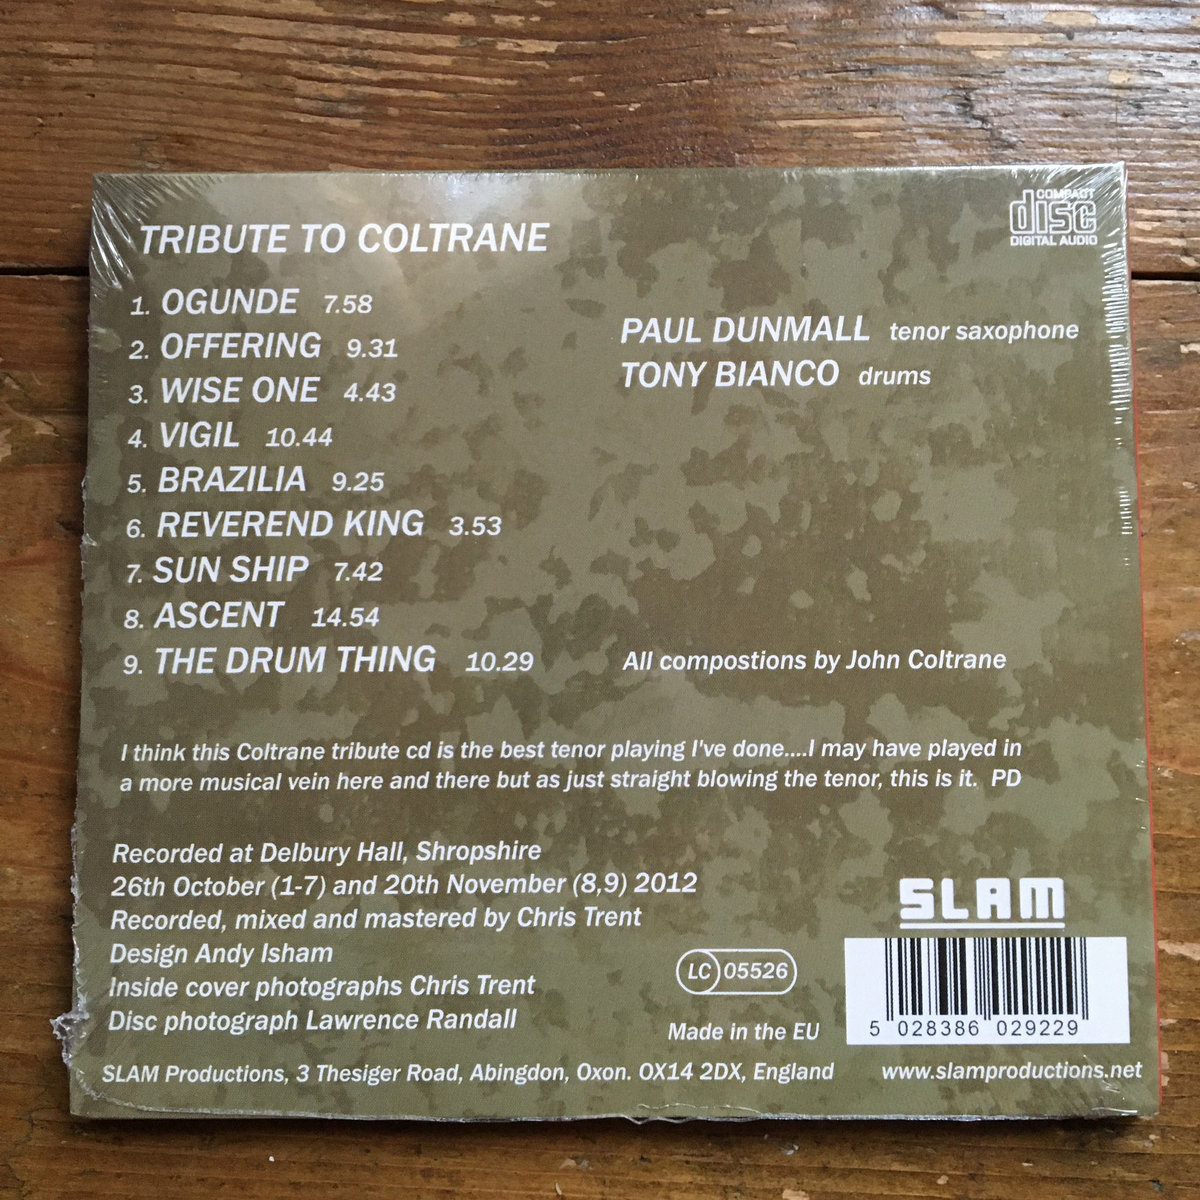 COMPACT
disc
DIGITAL AUDIO
TRIBUTE TO COLTRANE
1. OGUNDE 7.58
2. OFFERING 9.31
3. WISE ONE 4.43
4. VIGIL 10.44
5. BRAZILIA 9.25
6. REVEREND KING 3.53
7. SUN SHIP 7.42
8. ASCENT 14.54
9. THE DRUM THING 10.29
PAUL DUNMALL tenor saxophone
TONY BIANCO drums
All compostions by John Coltrane
I think this Coltrane tribute cd is the best tenor playing I've done....I may have played in
a more musical vein here and there but as just straight blowing the tenor, this is it. PD
Recorded at Delbury Hall, Shropshire
26th October (1-7) and 20th November (8,9) 2012
Recorded, mixed and mastered by Chris Trent
Design Andy Isham
Inside cover photographs Chris Trent
Disc photograph Lawrence Randall
LC 05526
Made in the EU
SLAM
5 028386 029229
SLAM Productions, 3 Thesiger Road, Abingdon, Oxon. OX14 2DX, England
www.slamproductions.net